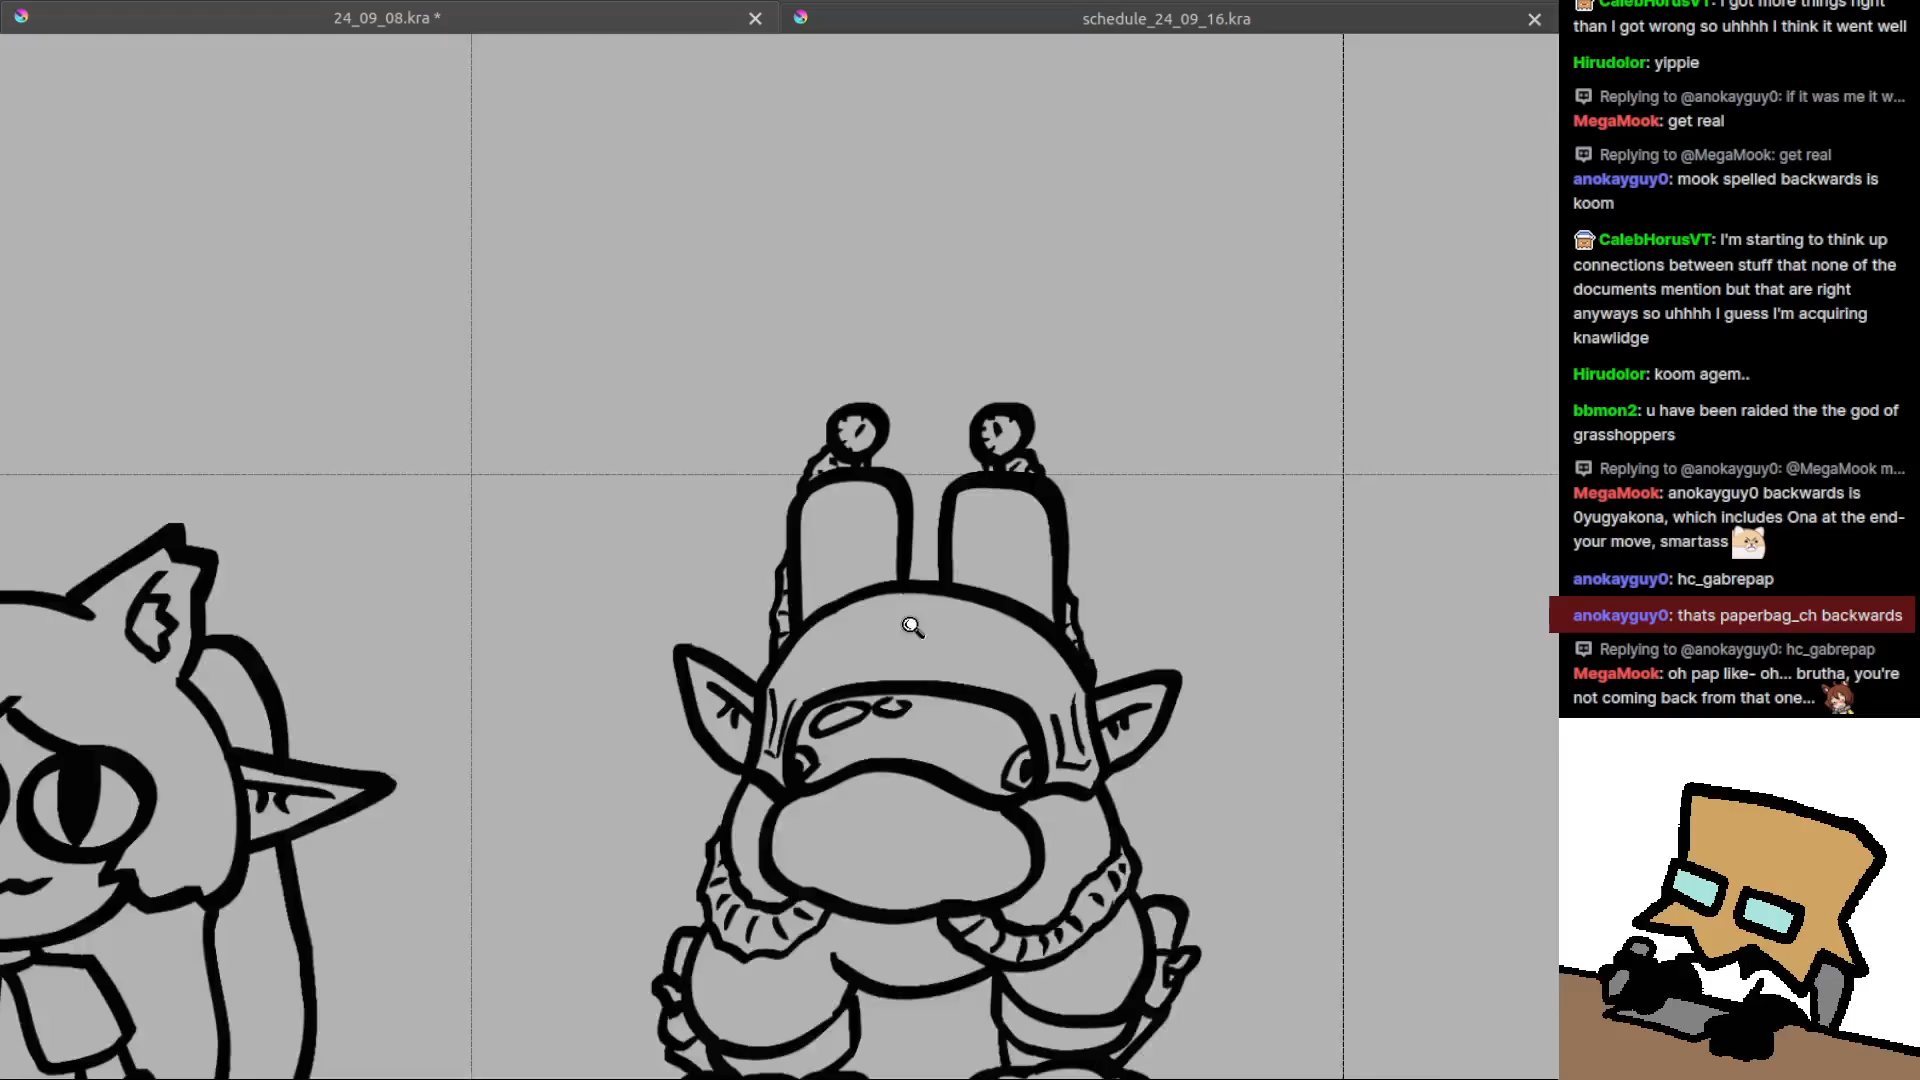 24_09_08.kra *
schedule_24_09_16.kra
CalebHorusVT: I got more things right
than I got wrong so uhhhh I think it went well
Hirudolor: yippie
Replying to @anokayguy0: if it was me it w...
MegaMook: get real
Replying to @MegaMook: get real
anokayguy0: mook spelled backwards is
koom
CalebHorusVT: I'm starting to think up
connections between stuff that none of the
documents mention but that are right
anyways so uhhhh I guess I'm acquiring
knawlidge
Hirudolor: koom agem..
bbmon2: u have been raided the the god of
grasshoppers
Replying to @anokayguy0: @MegaMook m...
MegaMook: anokayguy0 backwards is
0yugyakona, which includes Ona at the end-
your move, smartass
anokayguy0: hc_gabrepap
anokayguy0: thats paperbag_ch backwards
Replying to @anokayguy0: hc_gabrepap
MegaMook: oh pap like- oh... brutha, you're
not coming back from that one...